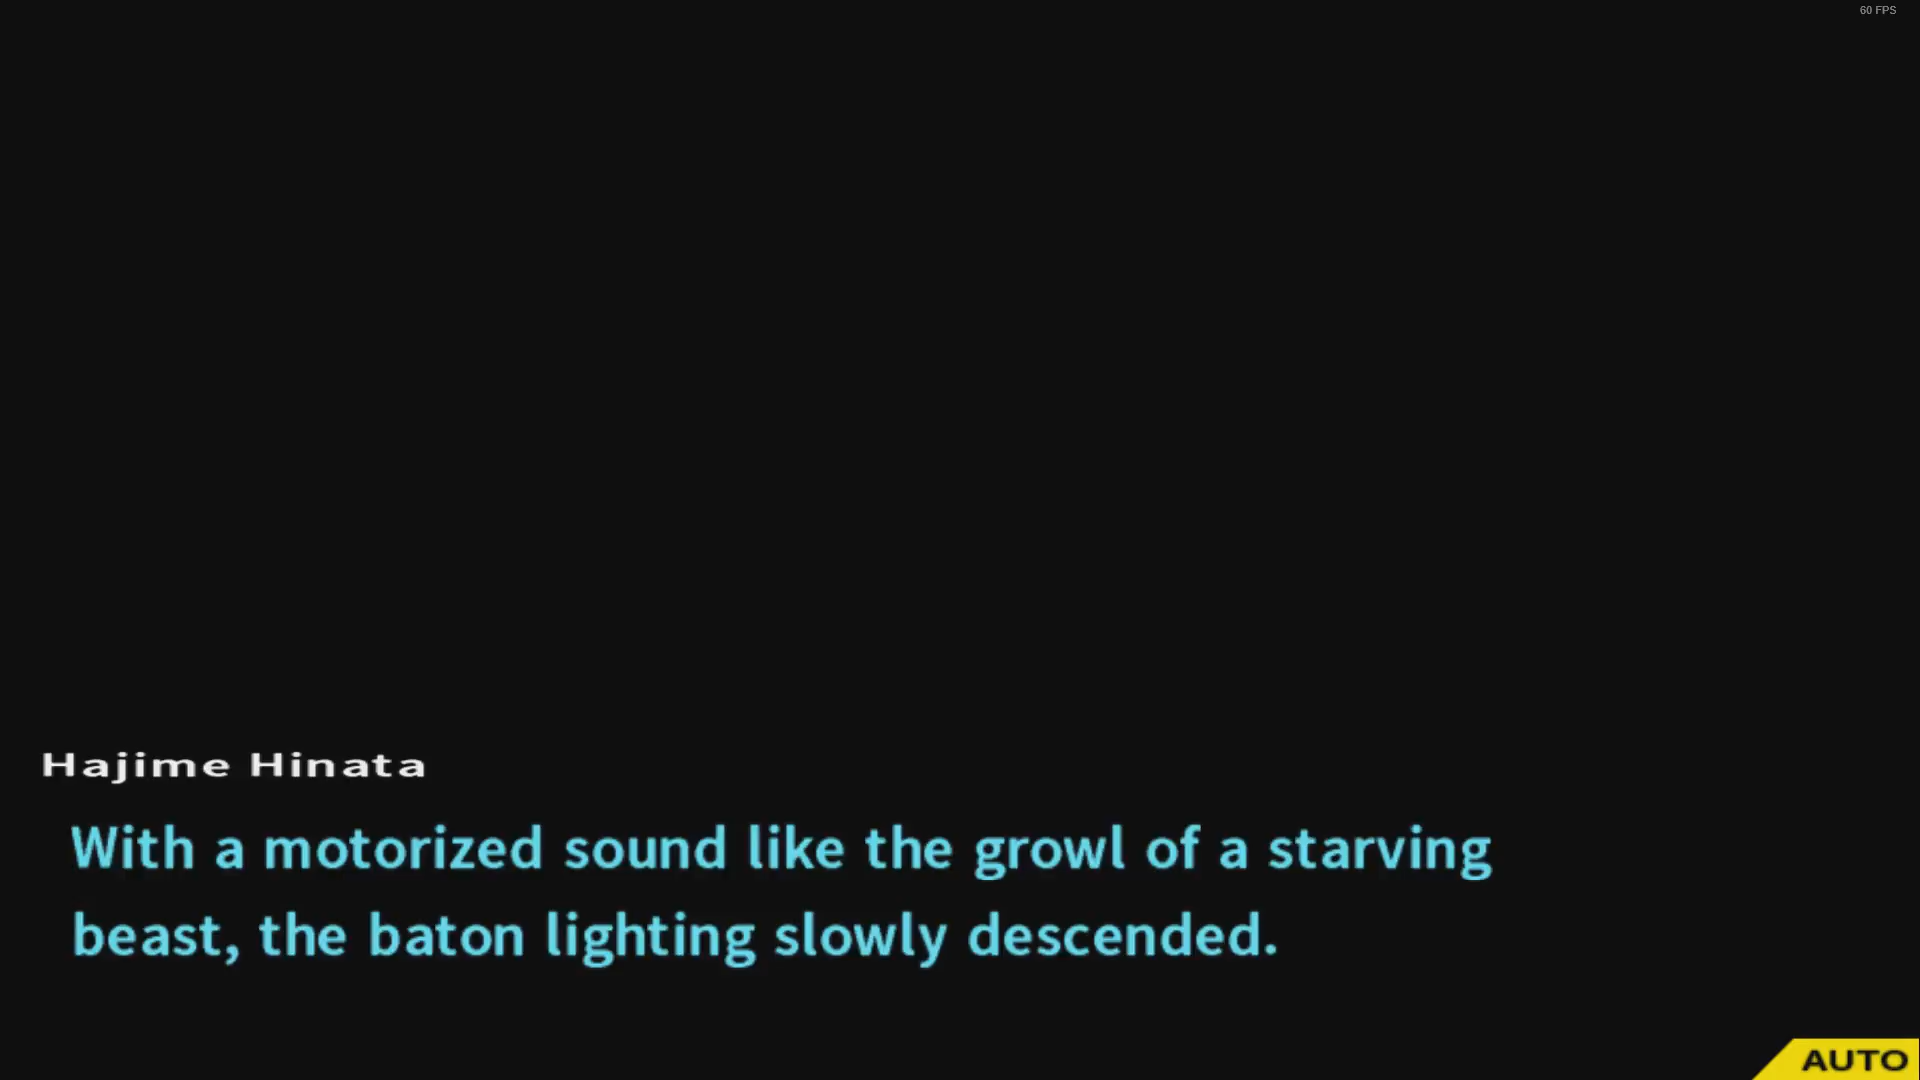 60 FPS
Hajime Hinata
With a motorized sound like the growl of a starving
beast, the baton lighting slowly descended.
AUTO